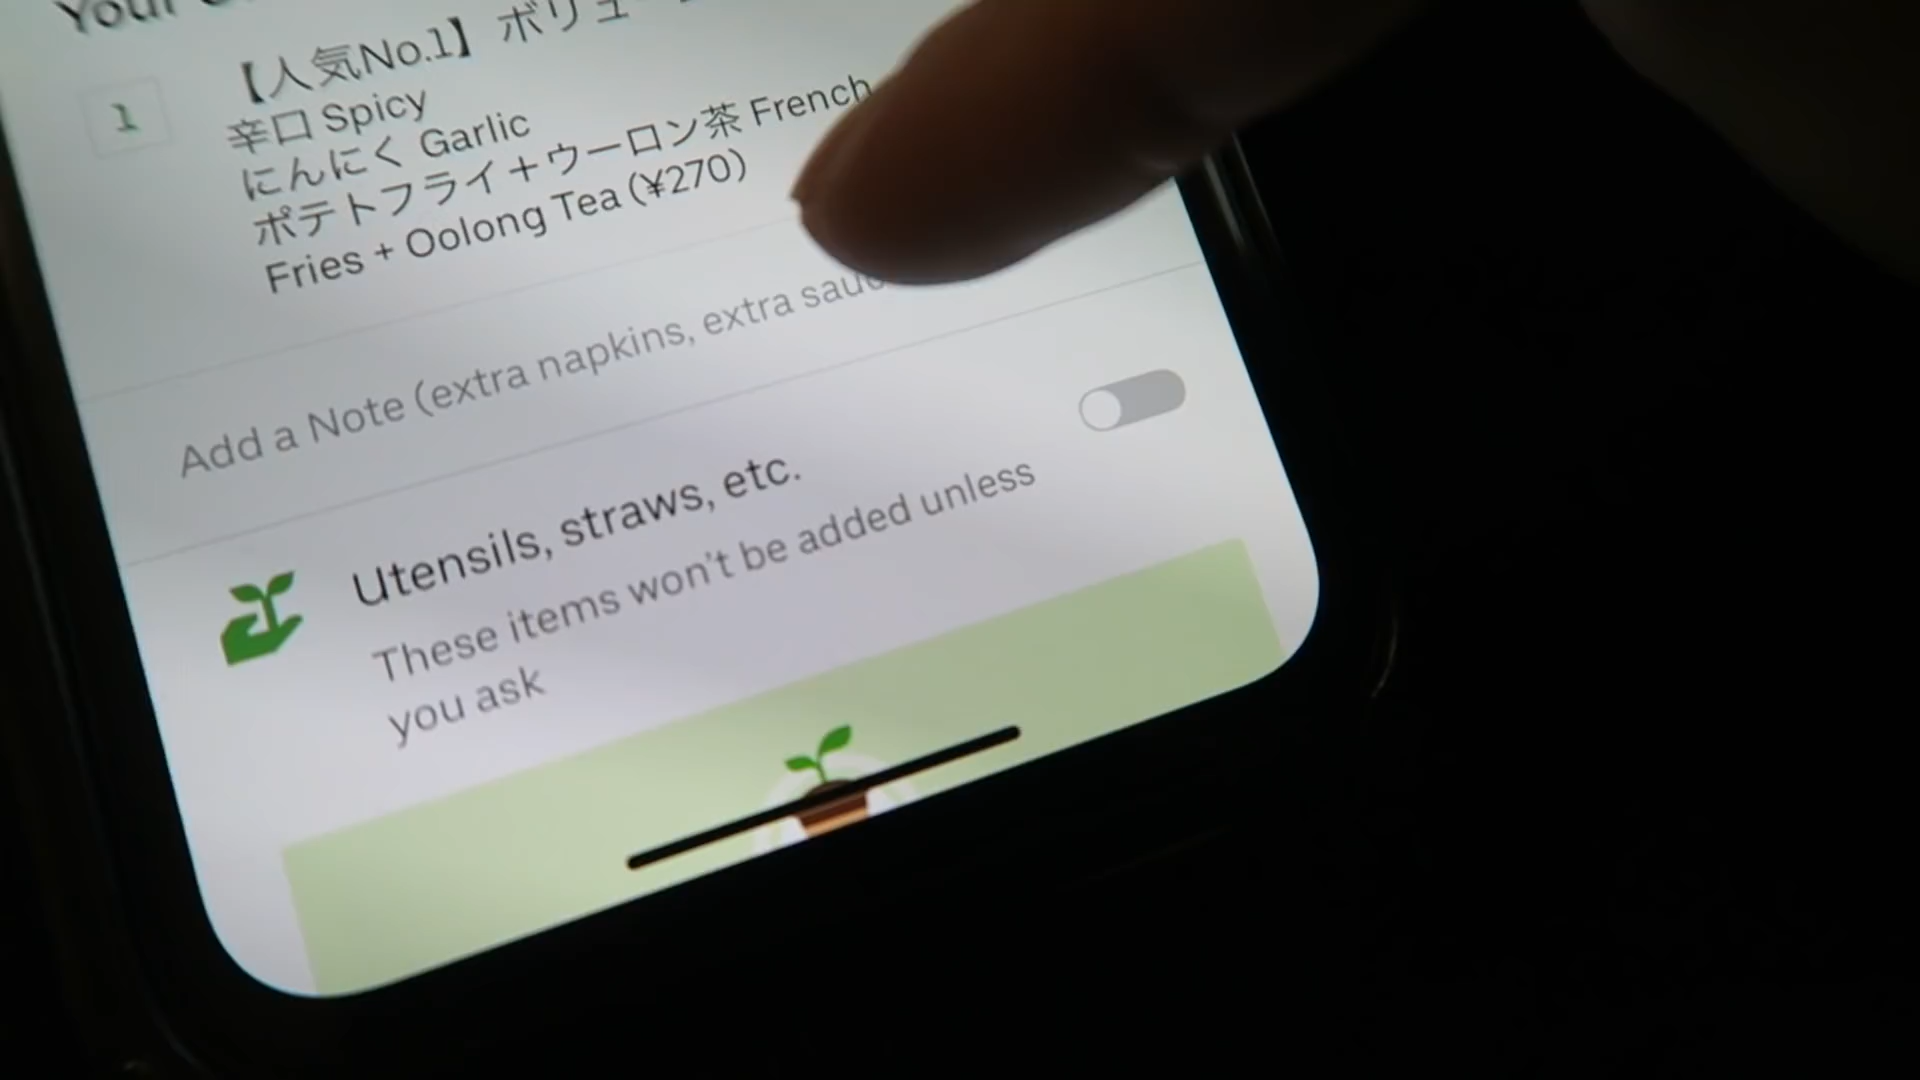 Your
1
【人気No.1】ボリュー
辛口 Spicy
にんにく Garlic
ポテトフライ＋ウーロン茶 French
Fries + Oolong Tea (¥270)
Add a Note (extra napkins, extra
Utensils, straws, etc.
These items won't be added unless
you ask